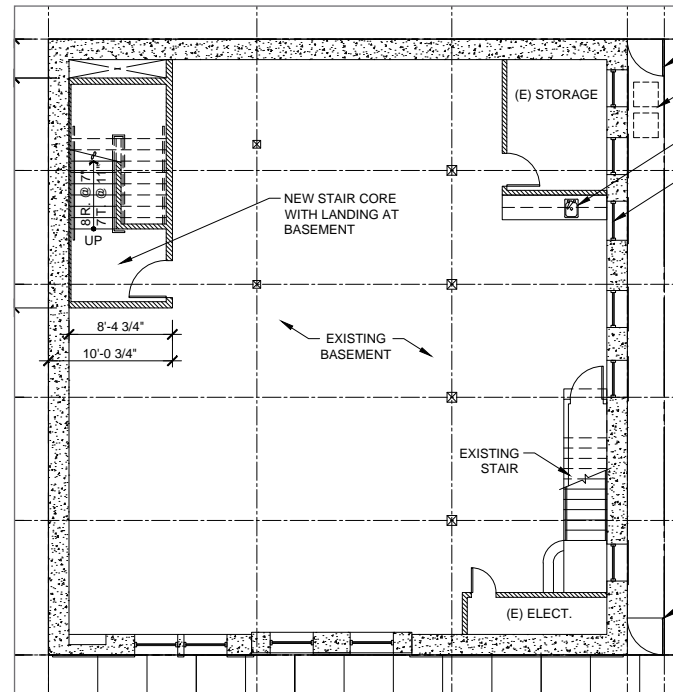 (E) STORAGE
8R. @ 7"
7T @ 11"
UP
NEW STAIR CORE
WITH LANDING AT
BASEMENT
8'-4 3/4"
10'-0 3/4"
EXISTING
BASEMENT
EXISTING
STAIR
(E) ELECT.